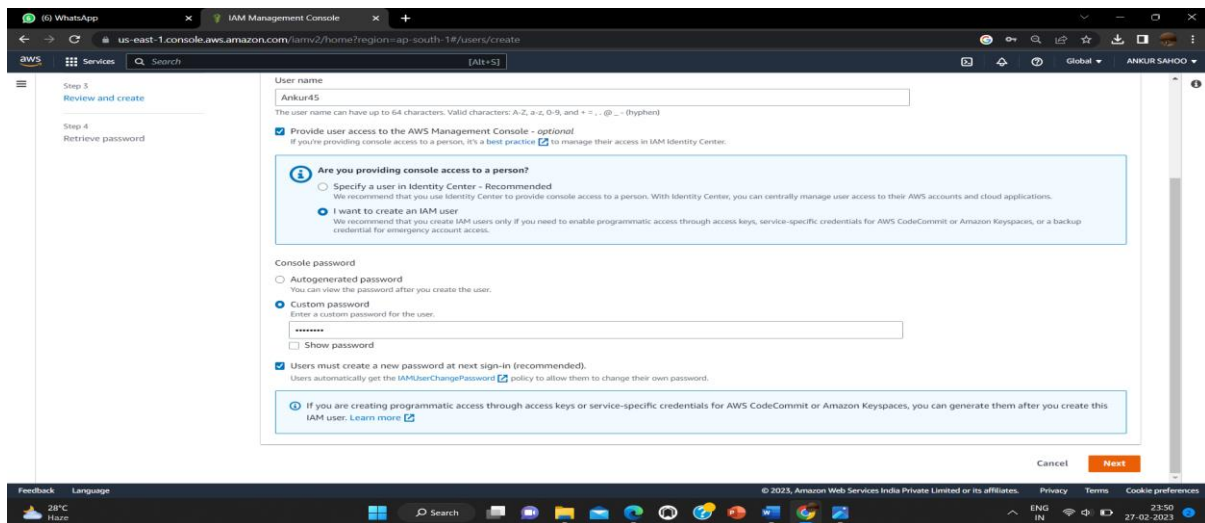 (6) WhatsApp
IAM Management Console
us-east-1.console.aws.amazon.com/iamv2/home?region=ap-south-1#/users/create
aws
Services
Search
[Alt+S]
Global
ANKUR SAHOO
Step 3
Review and create
Step 4
Retrieve password
User name
Ankur45
The user name can have up to 64 characters. Valid characters: A-Z, a-z, 0-9, and + = , . @ _ - (hyphen)
Provide user access to the AWS Management Console - optional
If you're providing console access to a person, it's a best practice to manage their access in IAM Identity Center.
Are you providing console access to a person?
Specify a user in Identity Center - Recommended
We recommend that you use Identity Center to provide console access to a person. With Identity Center, you can centrally manage user access to their AWS accounts and cloud applications.
I want to create an IAM user
We recommend that you create IAM users only if you need to enable programmatic access through access keys, service-specific credentials for AWS CodeCommit or Amazon Keyspaces, or a backup
credential for emergency account access.
Console password
Autogenerated password
You can view the password after you create the user.
Custom password
Enter a custom password for the user.
••••••••
Show password
Users must create a new password at next sign-in (recommended).
Users automatically get the IAMUserChangePassword policy to allow them to change their own password.
If you are creating programmatic access through access keys or service-specific credentials for AWS CodeCommit or Amazon Keyspaces, you can generate them after you create this
IAM user. Learn more
Cancel
Next
Feedback
Language
© 2023, Amazon Web Services India Private Limited or its affiliates.
Privacy
Terms
Cookie preferences
28°C
Haze
Search
ENG
IN
23:50
27-02-2023